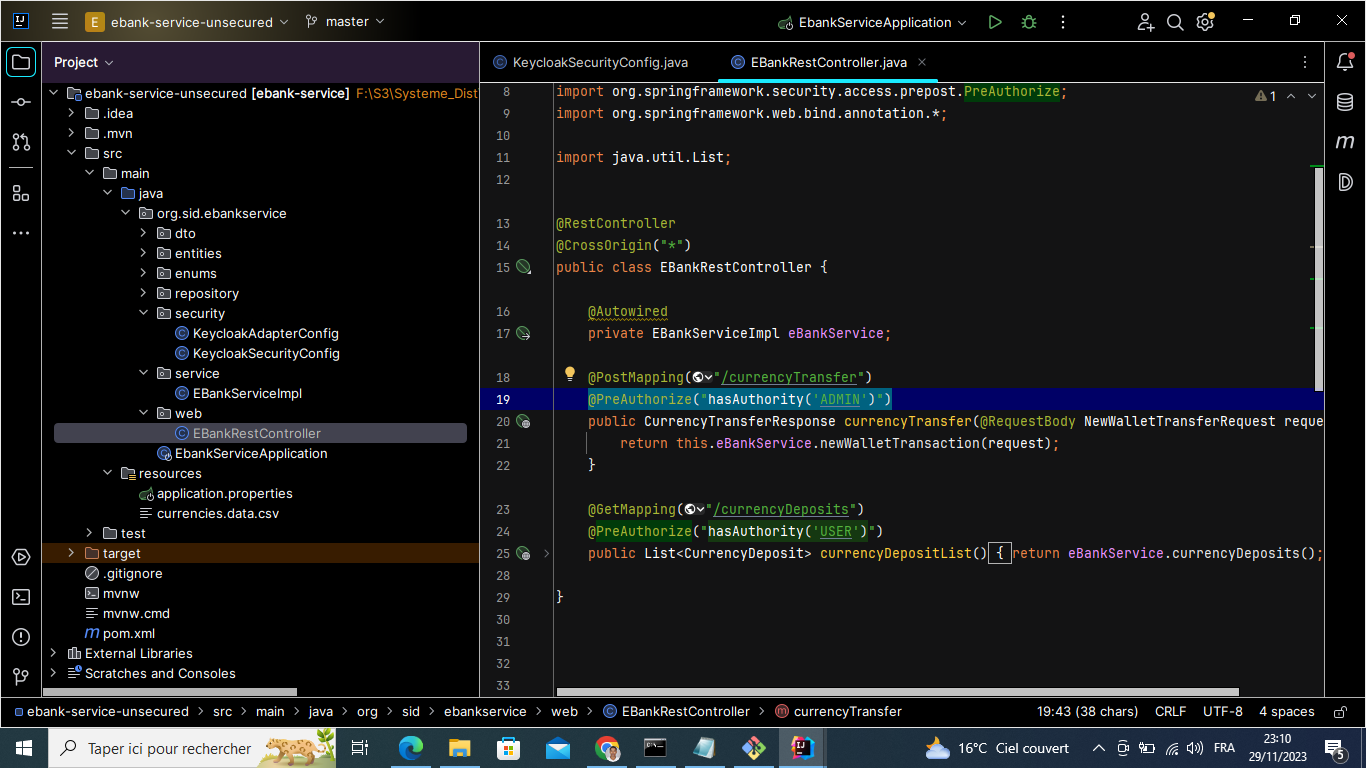 E ebank-service-unsecured master EbankServiceApplication
Project
KeycloakSecurityConfig.java EBankRestController.java
ebank-service-unsecured [ebank-service] F:\S3\Systeme_Dist
.idea
.mvn
src
main
java
org.sid.ebankservice
dto
entities
enums
repository
security
KeycloakAdapterConfig
KeycloakSecurityConfig
service
EBankServiceImpl
web
EBankRestController
EbankServiceApplication
resources
application.properties
currencies.data.csv
test
target
.gitignore
mvnw
mvnw.cmd
pom.xml
External Libraries
Scratches and Consoles
1
8 import org.springframework.security.access.prepost.PreAuthorize;
9 import org.springframework.web.bind.annotation.*;
10
11 import java.util.List;
12
13 @RestController
14 @CrossOrigin("*")
15 public class EBankRestController {
16 @Autowired
17 private EBankServiceImpl eBankService;
18 @PostMapping("/currencyTransfer")
19 @PreAuthorize("hasAuthority('ADMIN')")
20 public CurrencyTransferResponse currencyTransfer(@RequestBody NewWalletTransferRequest reque
21 return this.eBankService.newWalletTransaction(request);
22 }
23 @GetMapping("/currencyDeposits")
24 @PreAuthorize("hasAuthority('USER')")
25 public List<CurrencyDeposit> currencyDepositList() { return eBankService.currencyDeposits();
28
29 }
30
31
32
33
ebank-service-unsecured > src > main > java > org > sid > ebankservice > web > EBankRestController > currencyTransfer 19:43 (38 chars) CRLF UTF-8 4 spaces
Taper ici pour rechercher 16°C Ciel couvert FRA 23:10
29/11/2023 5